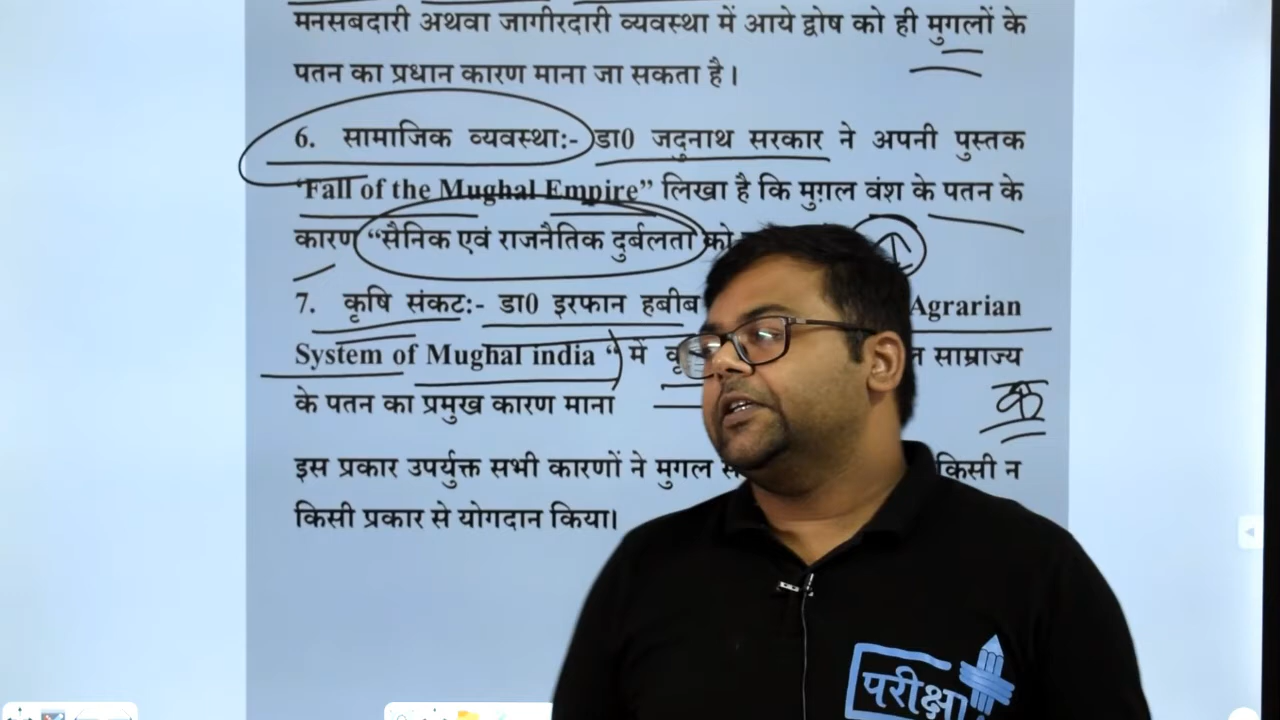 मनसबदारी अथवा जागीरदारी व्यवस्था में आये द्वोष को ही मुगलों के
पतन का प्रधान कारण माना जा सकता है।
6. सामाजिक व्यवस्था:- डा0 जदुनाथ सरकार ने अपनी पुस्तक
“Fall of the Mughal Empire” लिखा है कि मुग़ल वंश के पतन के
कारण “सैनिक एवं राजनैतिक दुर्बलता को
7. कृषि संकट:- डा0 इरफान हबीब Agrarian
System of Mughal india “ में साम्राज्य
के पतन का प्रमुख कारण माना
इस प्रकार उपर्युक्त सभी कारणों ने मुगल किसी न
किसी प्रकार से योगदान किया।
परीक्षा